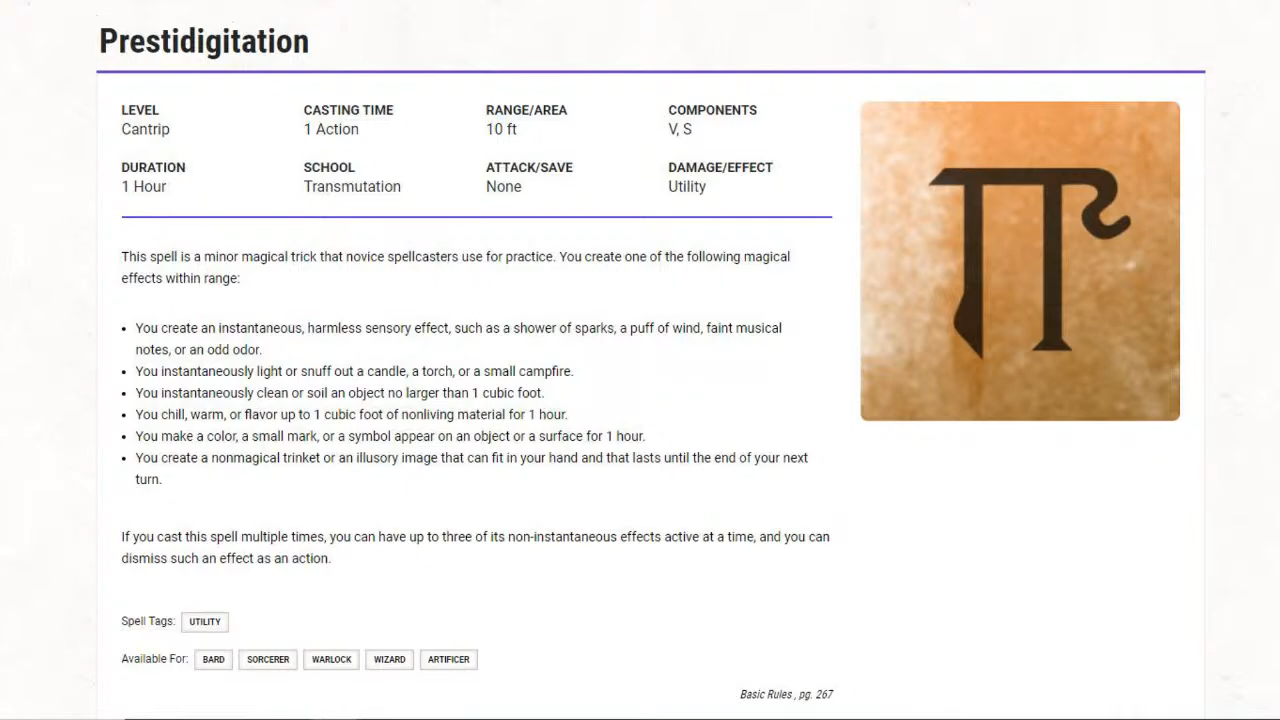 Prestidigitation
LEVEL CASTING TIME RANGE/AREA COMPONENTS
Cantrip 1 Action 10 ft V, S
DURATION SCHOOL ATTACK/SAVE DAMAGE/EFFECT
1 Hour Transmutation None Utility
This spell is a minor magical trick that novice spellcasters use for practice. You create one of the following magical
effects within range:
• You create an instantaneous, harmless sensory effect, such as a shower of sparks, a puff of wind, faint musical
notes, or an odd odor.
• You instantaneously light or snuff out a candle, a torch, or a small campfire.
• You instantaneously clean or soil an object no larger than 1 cubic foot.
• You chill, warm, or flavor up to 1 cubic foot of nonliving material for 1 hour.
• You make a color, a small mark, or a symbol appear on an object or a surface for 1 hour.
• You create a nonmagical trinket or an illusory image that can fit in your hand and that lasts until the end of your next
turn.
If you cast this spell multiple times, you can have up to three of its non-instantaneous effects active at a time, and you can
dismiss such an effect as an action.
Spell Tags: UTILITY
Available For: BARD SORCERER WARLOCK WIZARD ARTIFICER
Basic Rules , pg. 267